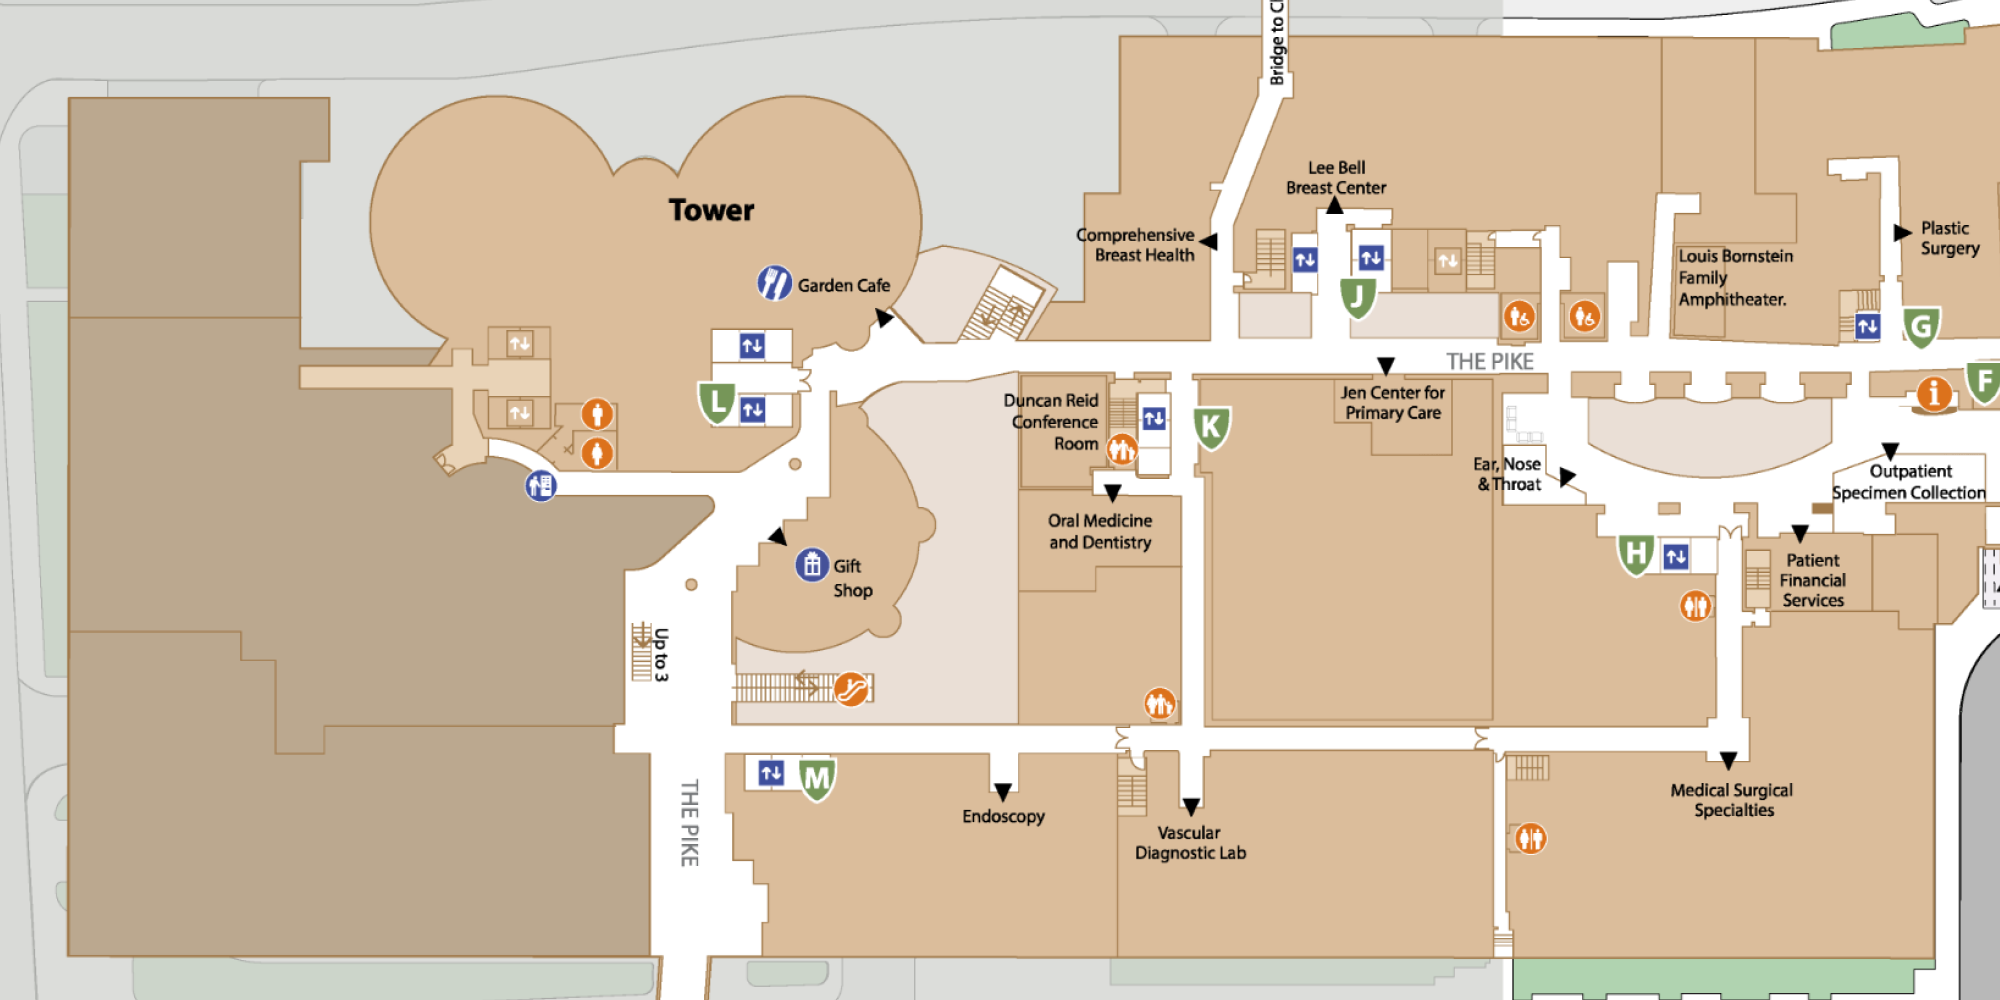 Bridge to
Lee Bell
Breast Center
Tower
Comprehensive
Breast Health
Plastic
Surgery
Louis Bornstein
Family
Amphitheater.
Garden Cafe
J
G
THE PIKE
F
i
L
Duncan Reid
Conference
Room
K
Jen Center for
Primary Care
Ear, Nose
& Throat
Outpatient
Specimen Collection
Oral Medicine
and Dentistry
H
Patient
Financial
Services
Gift
Shop
Up to 3
M
THE PIKE
Endoscopy
Vascular
Diagnostic Lab
Medical Surgical
Specialties